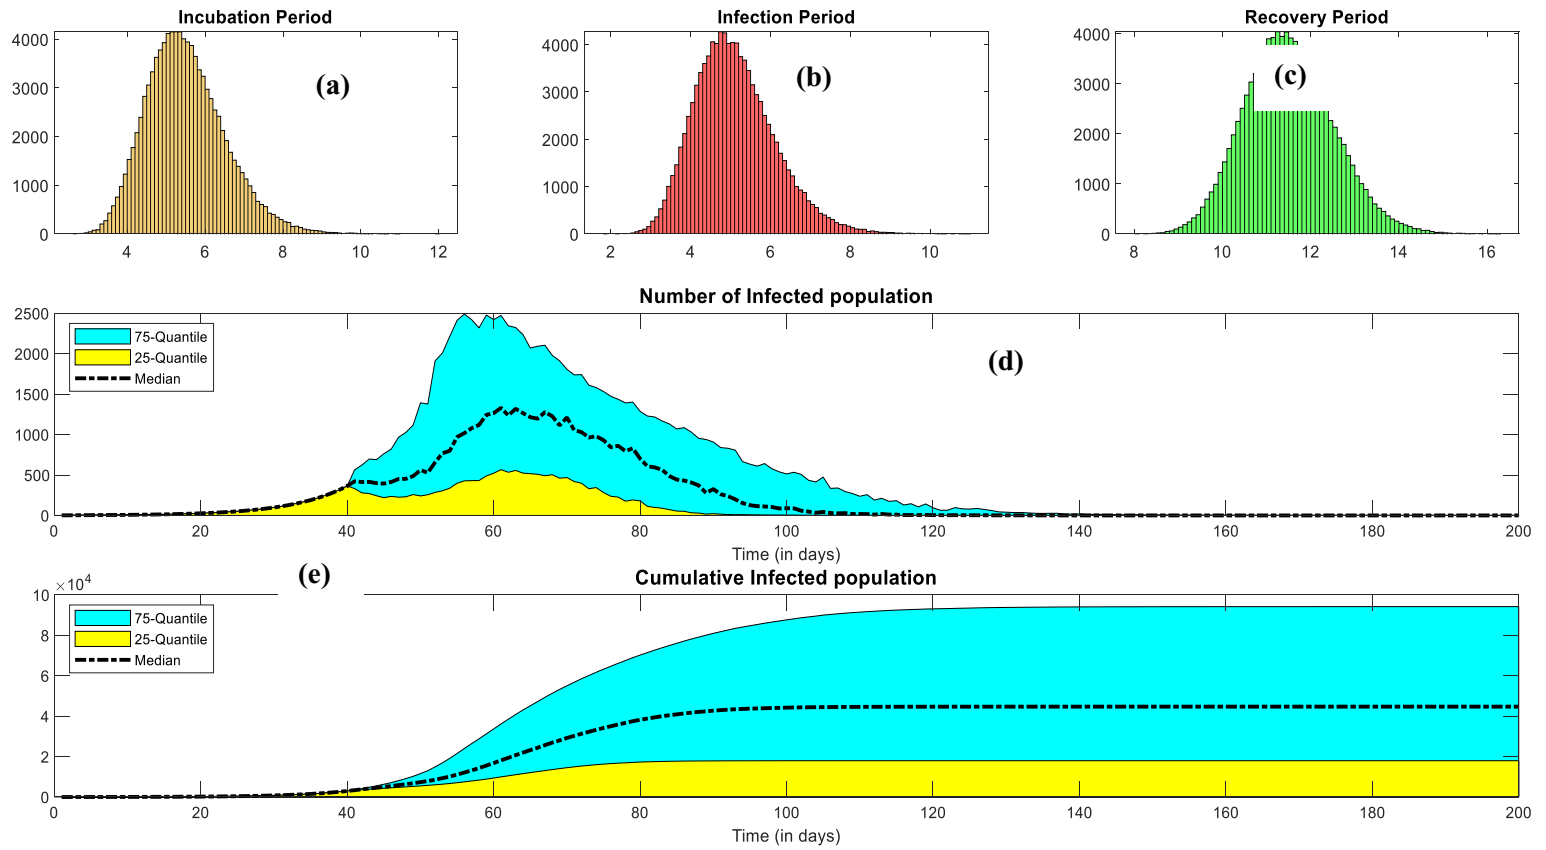 Incubation Period
4000
3000
2000
1000
0
4
6
8
10
12
(a)
Infection Period
4000
3000
2000
1000
0
2
4
6
8
10
(b)
Recovery Period
4000
3000
2000
1000
0
8
10
12
14
16
(c)
Number of Infected population
2500
2000
1500
1000
500
0
75-Quantile
25-Quantile
Median
(d)
0 20 40 60 80 100 120 140 160 180 200
Time (in days)
(e)
Cumulative Infected population
×10⁴
10
8
6
4
2
0
75-Quantile
25-Quantile
Median
0 20 40 60 80 100 120 140 160 180 200
Time (in days)